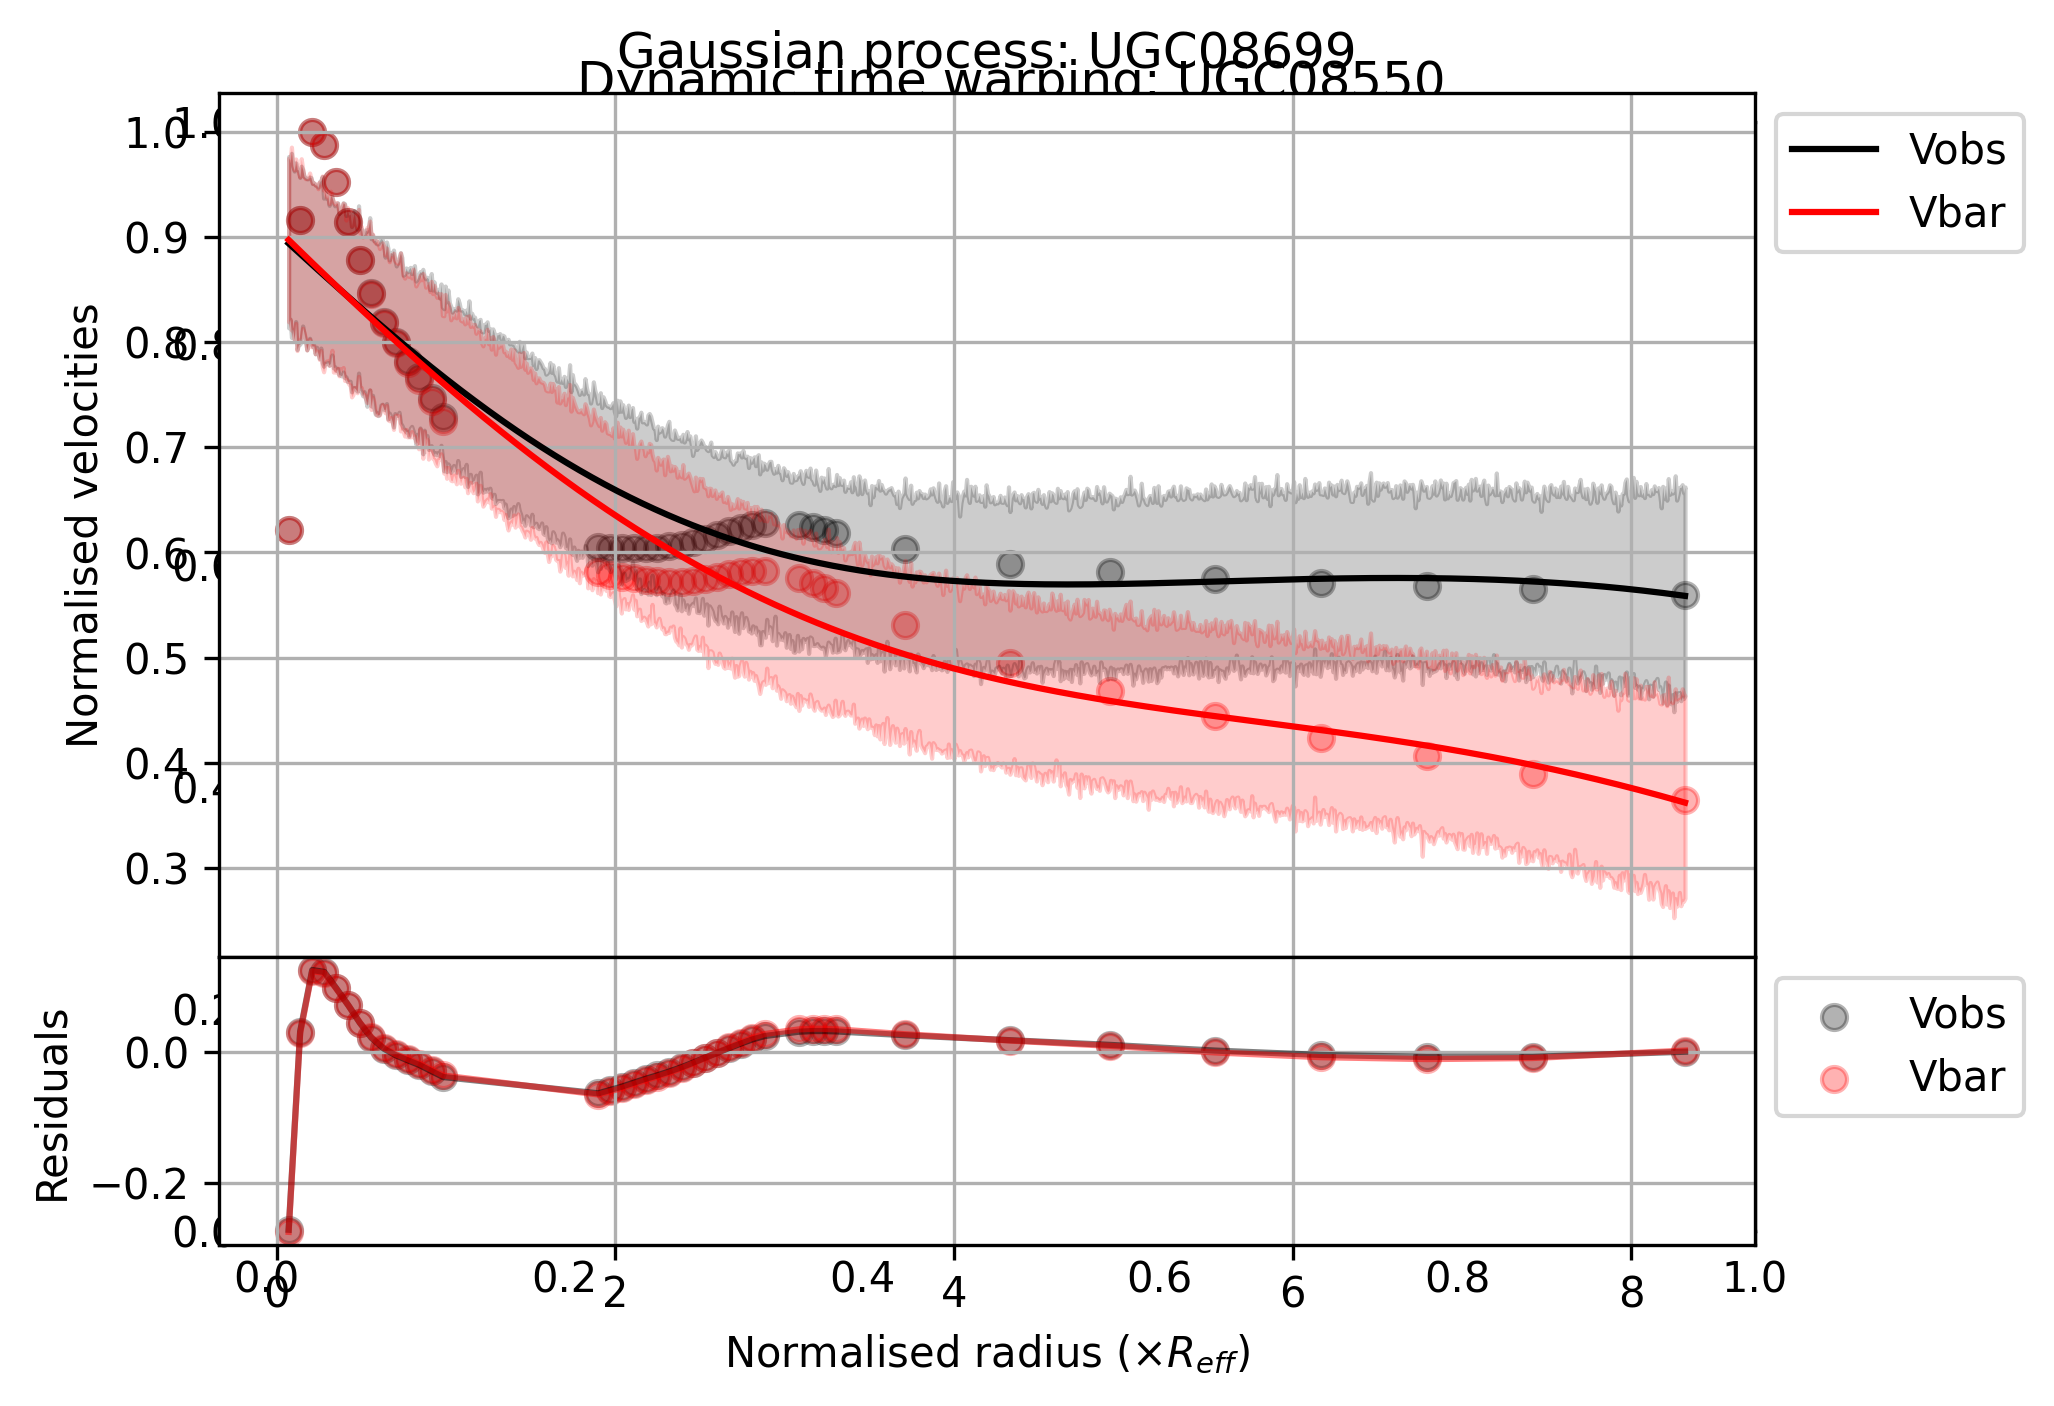 Gaussian process: UGC08699
Dynamic time warping: UGC08550
1.0
0.9
0.8
0.7
0.6
0.5
0.4
0.3
Normalised velocities
Vobs
Vbar
0.0
−0.2
Residuals
Vobs
Vbar
0.0 0.2 0.4 0.6 0.8 1.0
0 2 4 6 8
Normalised radius (×R_eff)